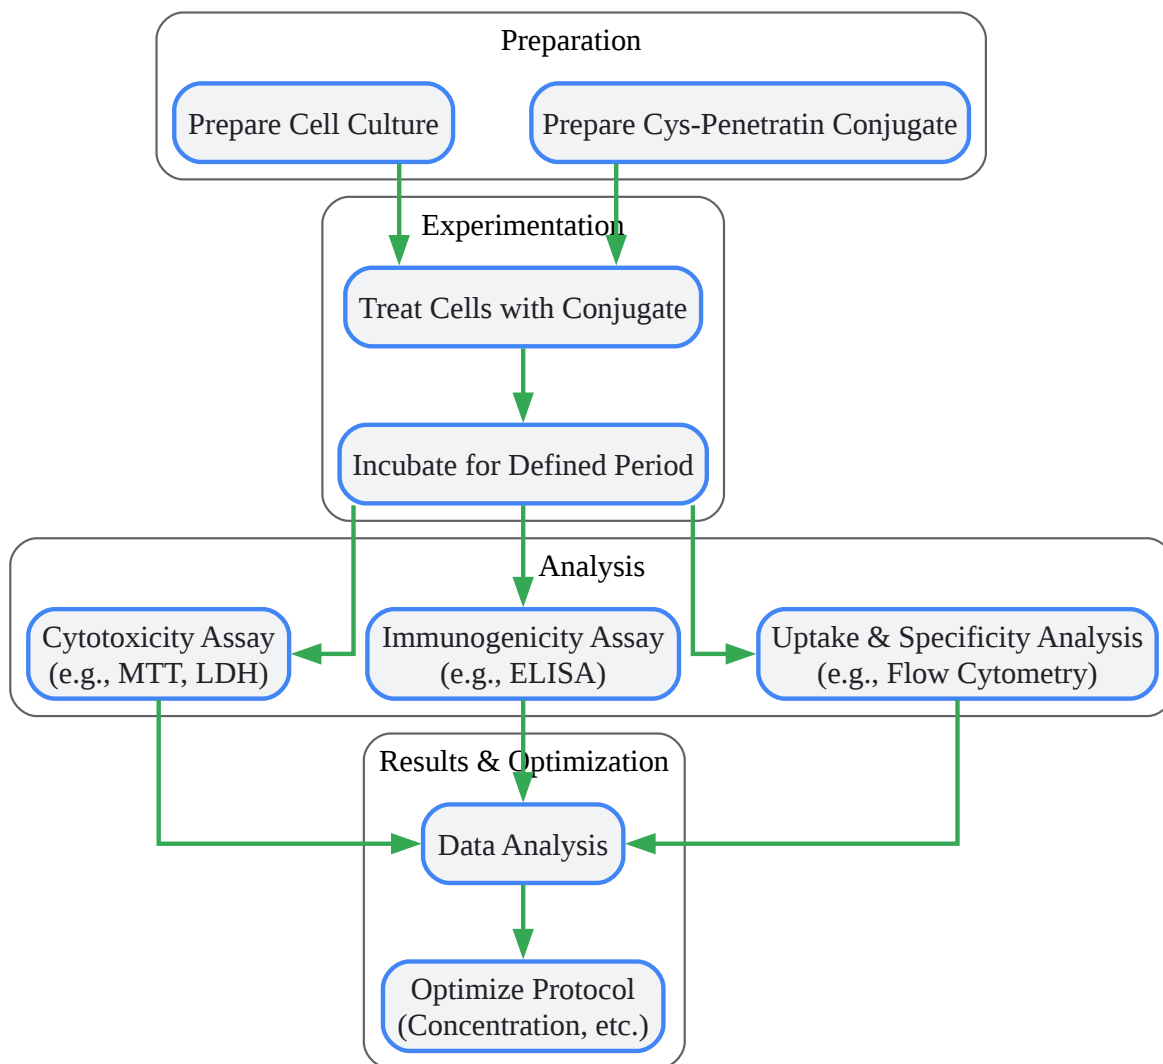 Preparation
Prepare Cell Culture
Prepare Cys-Penetratin Conjugate
Experimentation
Treat Cells with Conjugate
Incubate for Defined Period
Analysis
Cytotoxicity Assay
(e.g., MTT, LDH)
Immunogenicity Assay
(e.g., ELISA)
Uptake & Specificity Analysis
(e.g., Flow Cytometry)
Results & Optimization
Data Analysis
Optimize Protocol
(Concentration, etc.)